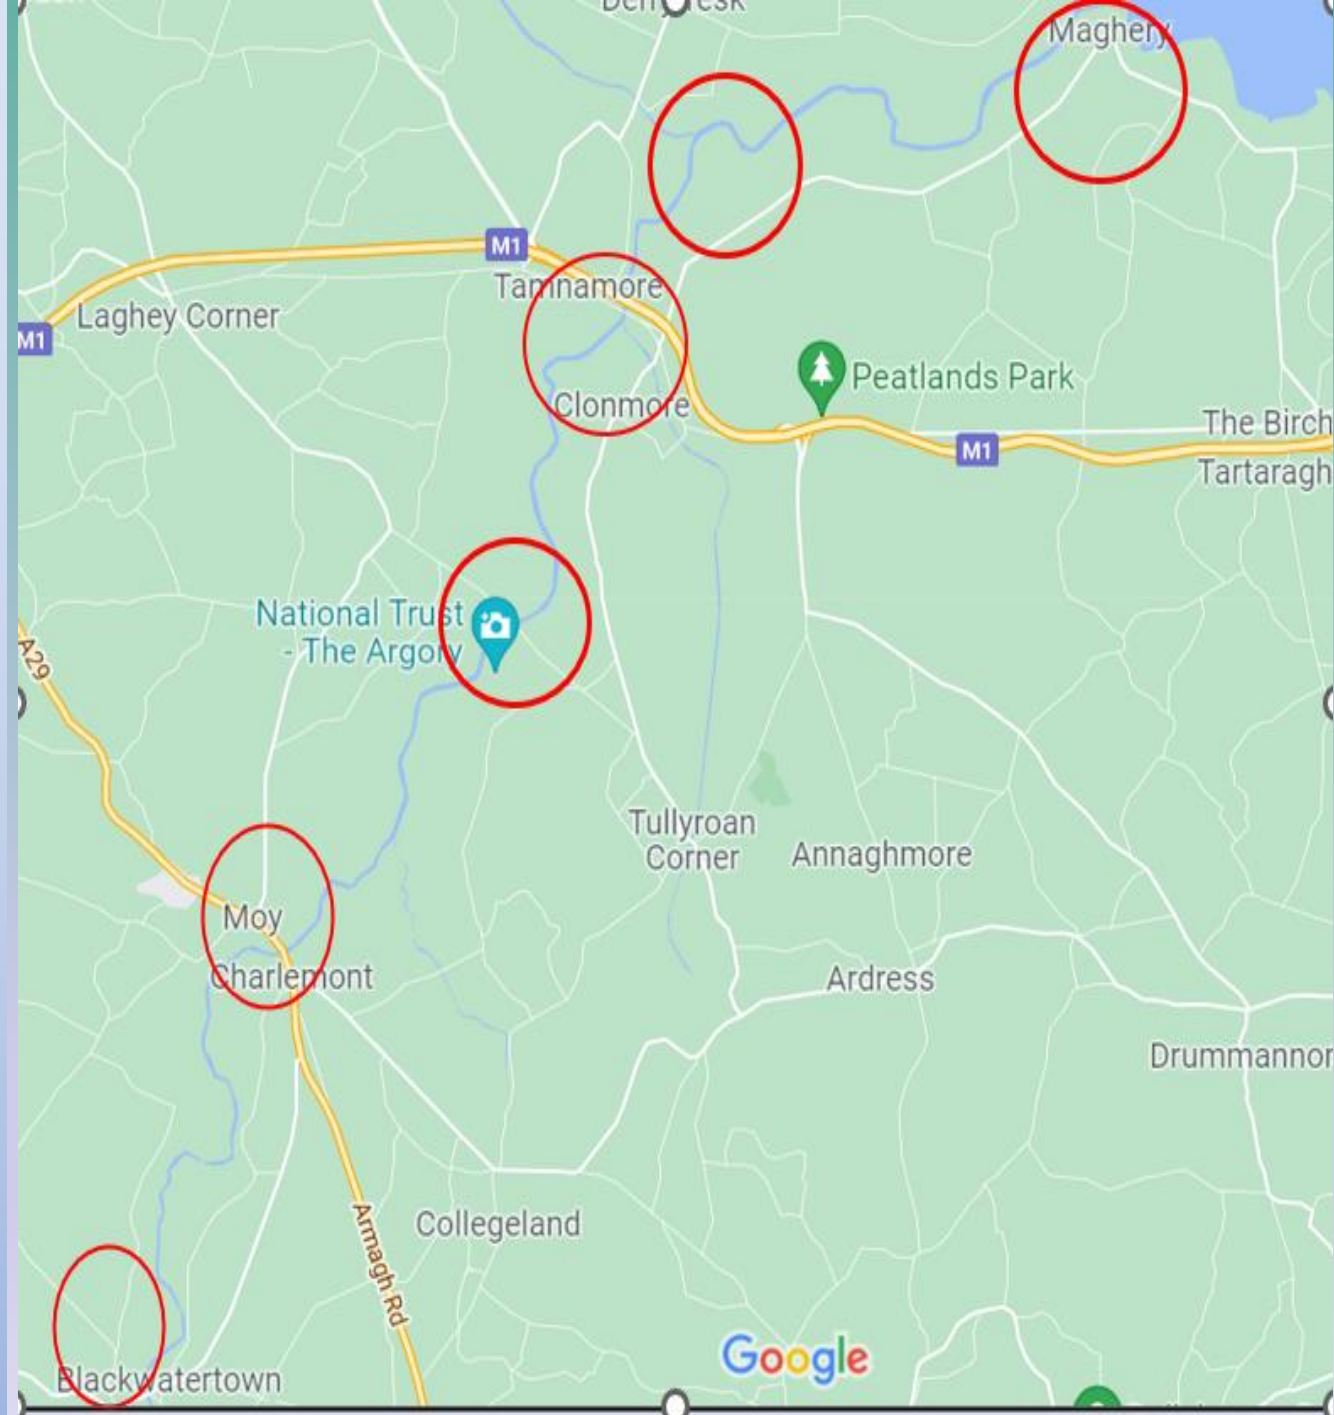 Maghery
M1
Tamnamore
Laghey Corner
M1
Peatlands Park
Clonmore
The Birch
M1
Tartaragh
National Trust
- The Argory
A29
Tullyroan
Corner
Annaghmore
Moy
Charlemont
Ardress
Drummannor
Collegeland
Armagh Rd
Google
Blackwatertown